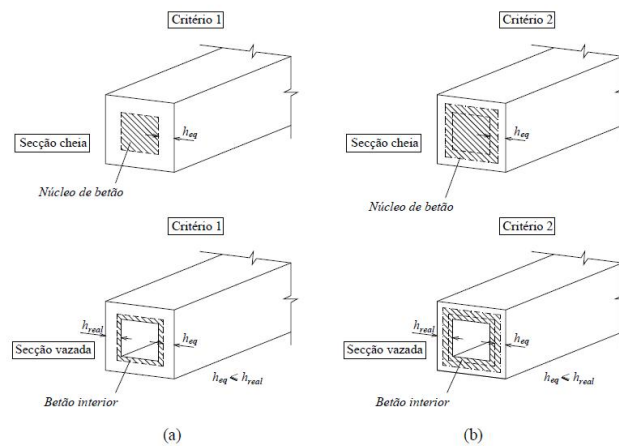 Critério 1
Critério 2
h_eq
h_eq
Secção cheia
Secção cheia
Núcleo de betão
Núcleo de betão
Critério 1
Critério 2
h_real
h_real
h_eq
h_eq
Secção vazada
Secção vazada
h_eq ⩽ h_real
h_eq ⩽ h_real
Betão interior
Betão interior
(a)
(b)